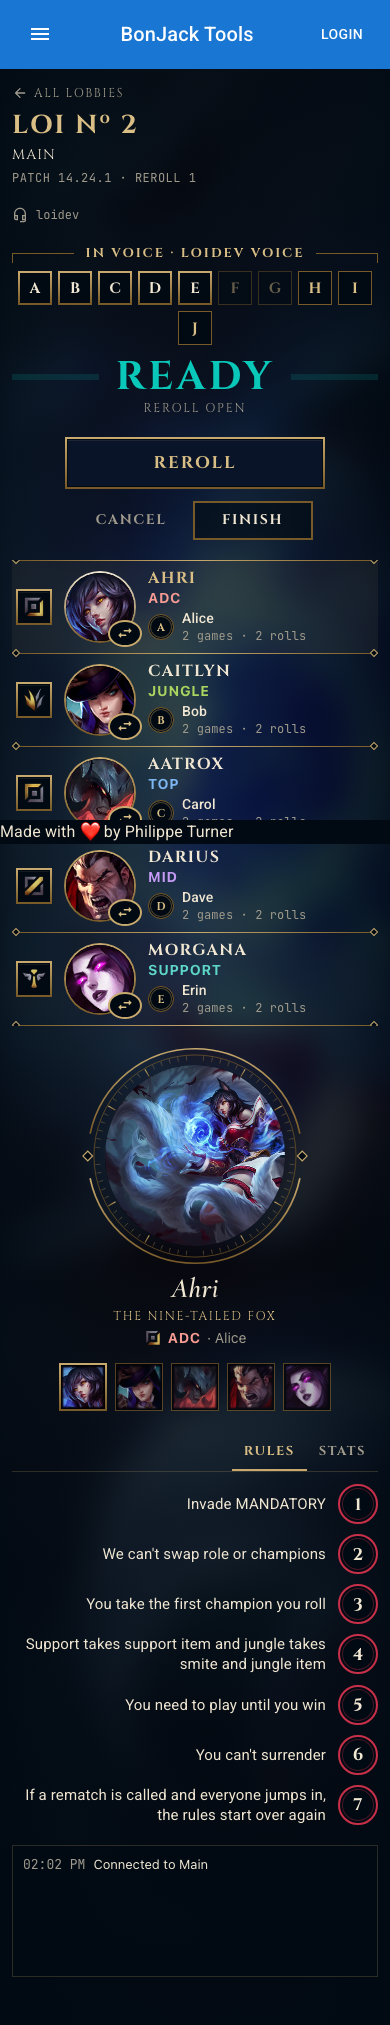 BonJack Tools
LOGIN
ALL LOBBIES
LOI Nº 2
MAIN
PATCH 14.24.1 · REROLL 1
loidev
IN VOICE · LOIDEV VOICE
A B C D E F G H I
J
READY
REROLL OPEN
REROLL
CANCEL FINISH
AHRI
ADC
A Alice
2 games · 2 rolls
CAITLYN
JUNGLE
B Bob
2 games · 2 rolls
AATROX
TOP
C Carol
Made with ❤️ by Philippe Turner
DARIUS
MID
D Dave
2 games · 2 rolls
MORGANA
SUPPORT
E Erin
2 games · 2 rolls
Ahri
THE NINE-TAILED FOX
ADC · Alice
RULES STATS
Invade MANDATORY 1
We can't swap role or champions 2
You take the first champion you roll 3
Support takes support item and jungle takes
smite and jungle item 4
You need to play until you win 5
You can't surrender 6
If a rematch is called and everyone jumps in,
the rules start over again 7
02:02 PM Connected to Main